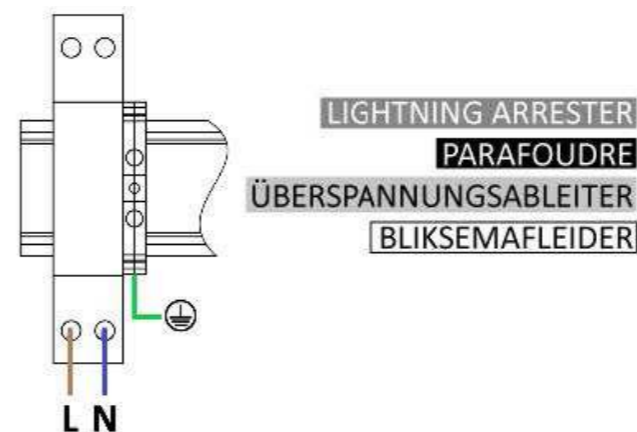 LIGHTNING ARRESTER
PARAFOUDRE
ÜBERSPANNUNGSABLEITER
BLIKSEMAFLEIDER
L N